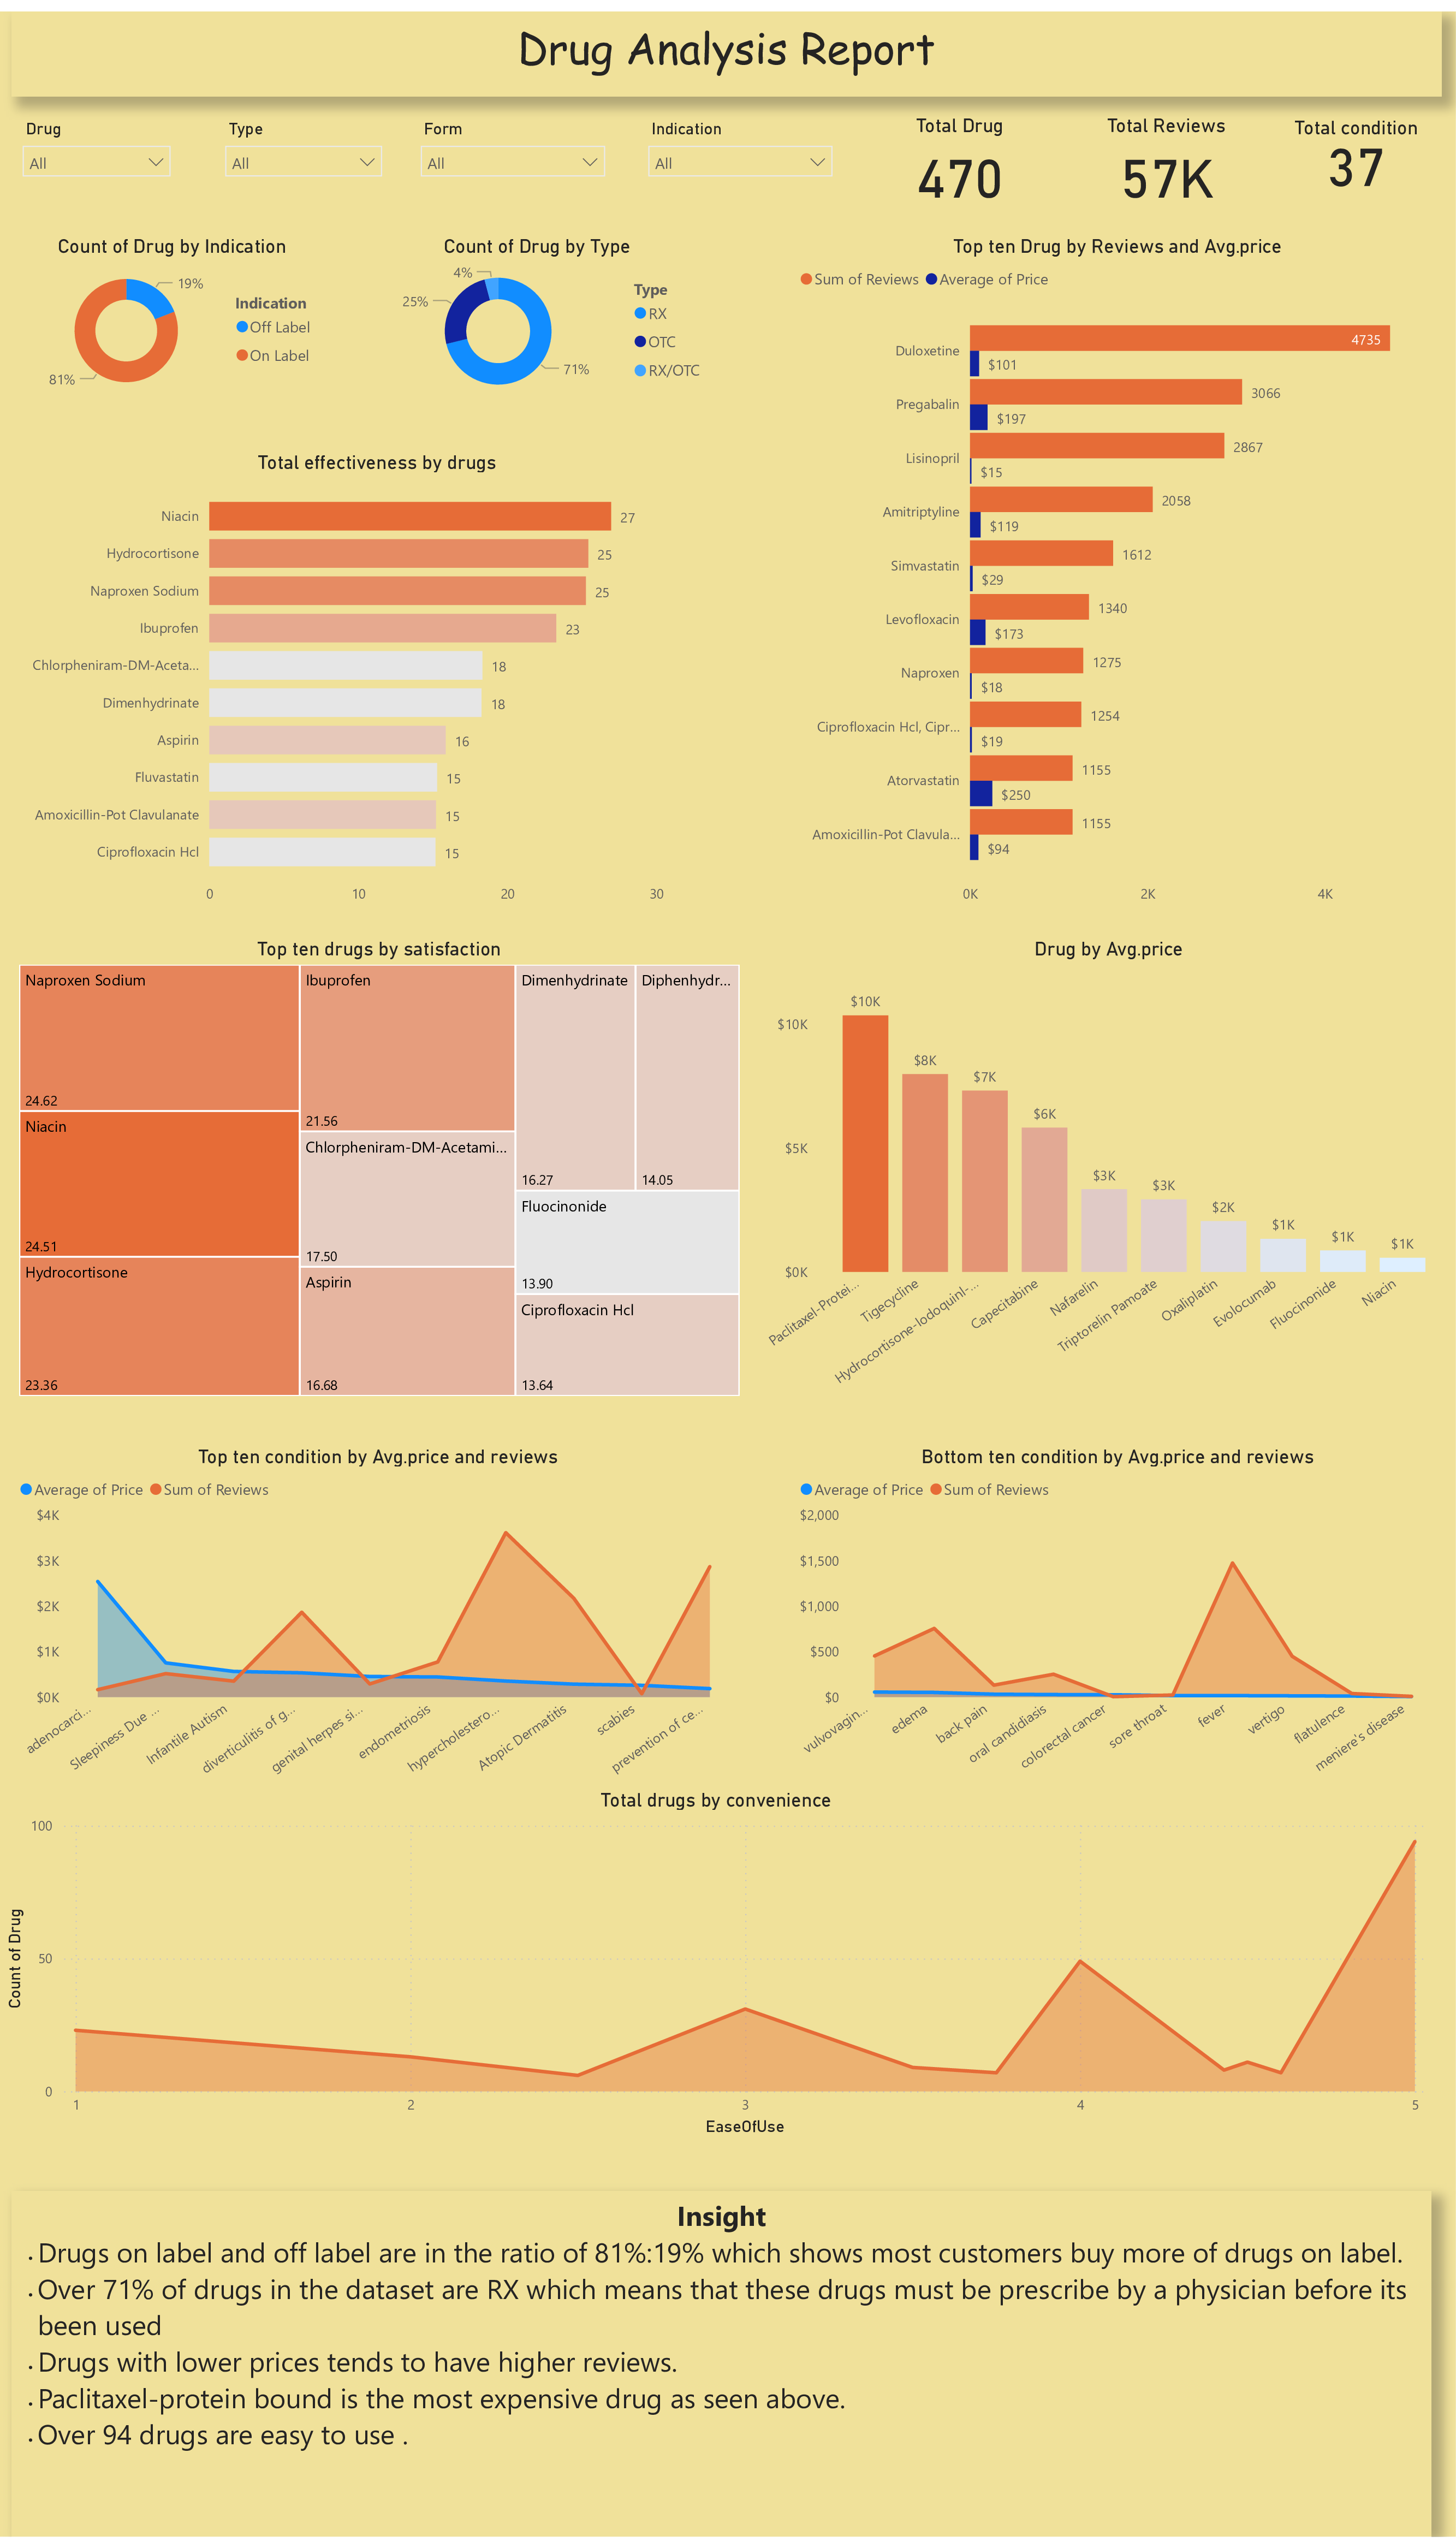 Drug Analysis Report
Drug
Type
Form
Indication
All
All
All
All
Total Drug
470
Total Reviews
57K
Total condition
37
Count of Drug by Indication
19%
81%
Indication
Off Label
On Label
Count of Drug by Type
4%
25%
71%
Type
RX
OTC
RX/OTC
Top ten Drug by Reviews and Avg.price
Sum of Reviews Average of Price
Duloxetine 4735
$101
Pregabalin 3066
$197
Lisinopril 2867
$15
Amitriptyline 2058
$119
Simvastatin 1612
$29
Levofloxacin 1340
$173
Naproxen 1275
$18
Ciprofloxacin Hcl, Cipr... 1254
$19
Atorvastatin 1155
$250
Amoxicillin-Pot Clavula... 1155
$94
0K 2K 4K
Total effectiveness by drugs
Niacin 27
Hydrocortisone 25
Naproxen Sodium 25
Ibuprofen 23
Chlorpheniram-DM-Aceta... 18
Dimenhydrinate 18
Aspirin 16
Fluvastatin 15
Amoxicillin-Pot Clavulanate 15
Ciprofloxacin Hcl 15
0 10 20 30
Top ten drugs by satisfaction
Naproxen Sodium
24.62
Niacin
24.51
Hydrocortisone
23.36
Ibuprofen
21.56
Chlorpheniram-DM-Acetami...
17.50
Aspirin
16.68
Dimenhydrinate
16.27
Diphenhydr...
14.05
Fluocinonide
13.90
Ciprofloxacin Hcl
13.64
Drug by Avg.price
$10K
$5K
$0K
$10K
$8K
$7K
$6K
$3K
$3K
$2K
$1K
$1K
$1K
Paclitaxel-Protei...
Tigecycline
Hydrocortisone-Iodoquinl-...
Capecitabine
Nafarelin
Triptorelin Pamoate
Oxaliplatin
Evolocumab
Fluocinonide
Niacin
Top ten condition by Avg.price and reviews
Average of Price Sum of Reviews
$4K
$3K
$2K
$1K
$0K
adenocarci...
Sleepiness Due ...
Infantile Autism
diverticulitis of g...
genital herpes si...
endometriosis
hypercholestero...
Atopic Dermatitis
scabies
prevention of ce...
Bottom ten condition by Avg.price and reviews
Average of Price Sum of Reviews
$2,000
$1,500
$1,000
$500
$0
vulvovagin...
edema
back pain
oral candidiasis
colorectal cancer
sore throat
fever
vertigo
flatulence
meniere's disease
Total drugs by convenience
Count of Drug
100
50
0
1 2 3 4 5
EaseOfUse
Insight
• Drugs on label and off label are in the ratio of 81%:19% which shows most customers buy more of drugs on label.
• Over 71% of drugs in the dataset are RX which means that these drugs must be prescribe by a physician before its
been used
• Drugs with lower prices tends to have higher reviews.
• Paclitaxel-protein bound is the most expensive drug as seen above.
• Over 94 drugs are easy to use .